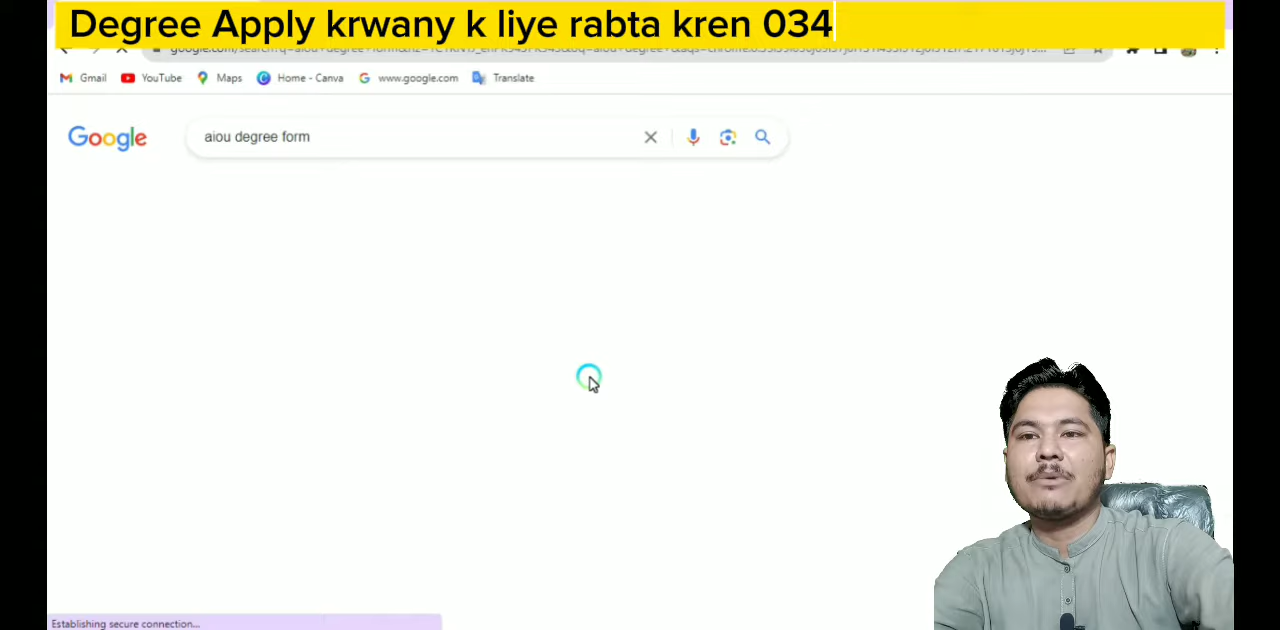 Degree Apply krwany k liye rabta kren 034
Gmail YouTube Maps Home - Canva www.google.com Translate
Google aiou degree form
Establishing secure connection...